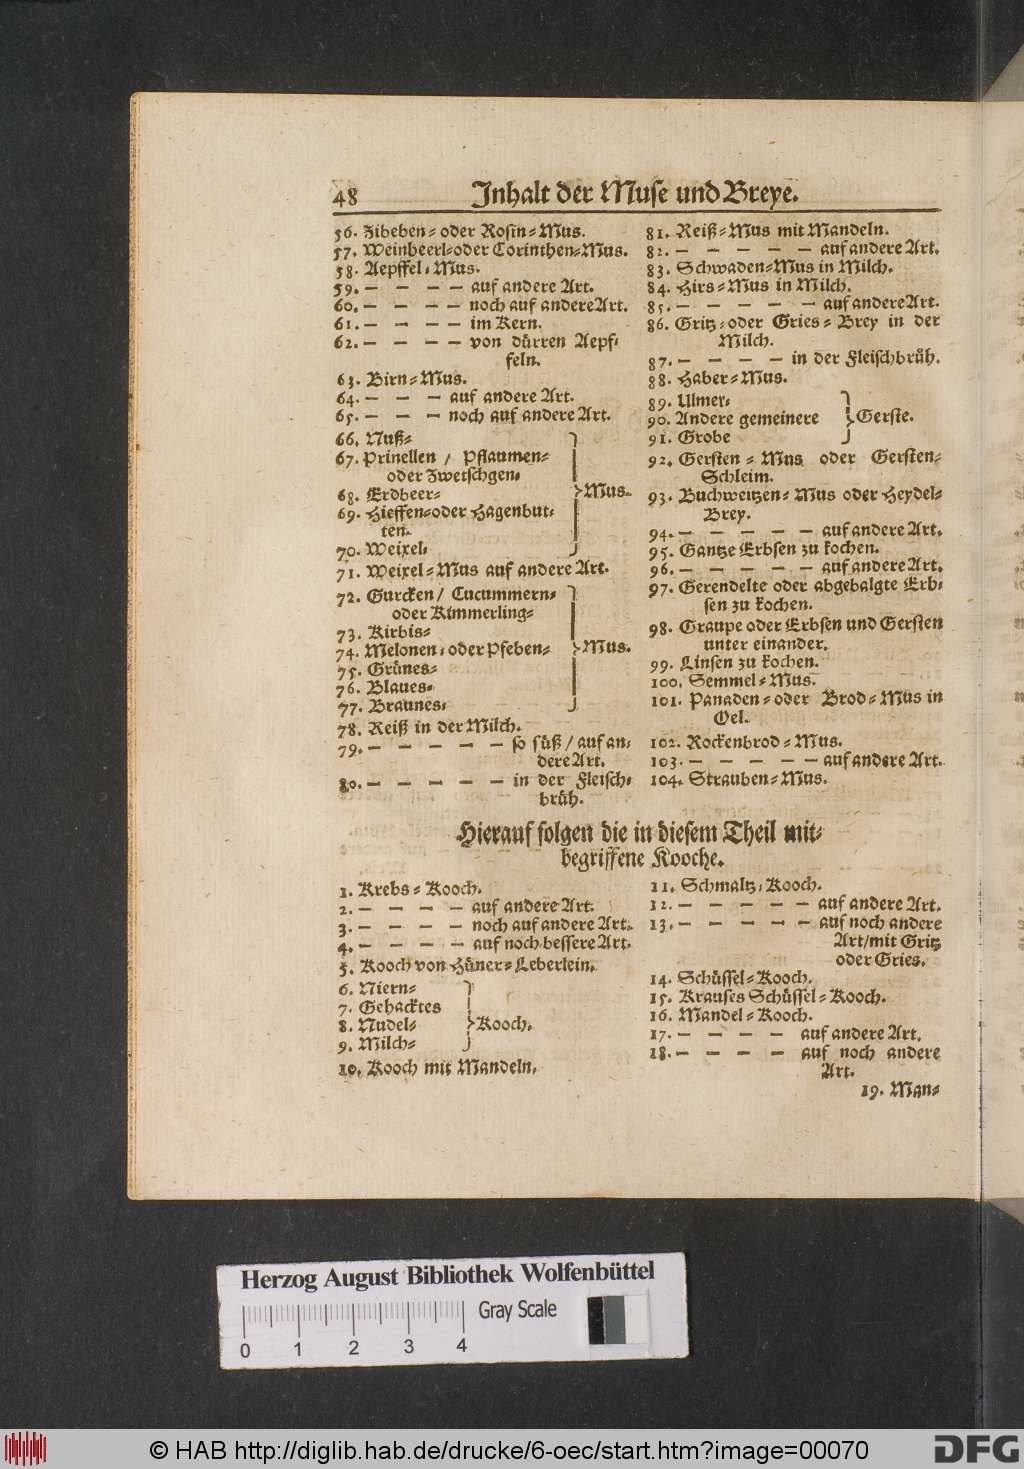 48 Inhalt der Muse und Breye.
56. Zibeben= oder Rosin=Mus.
57. Weinbeerl=oder Corinthen=Mus.
58. Aepffel=Mus.
59. — — — — auf andere Art.
60. — — — — noch auf andere Art.
61. — — — — im Kern.
62. — — — — von dürren Aepf=
feln.
63. Birn=Mus.
64. — — — auf andere Art.
65. — — — noch auf andere Art.
66. Nuß=
67. Prinellen / Pflaumen=
oder Zwetschgen=
68. Erdbeer= } Mus.
69. Hieffen=oder Hagenbut=
ten.
70. Weixel=
71. Weixel=Mus auf andere Art.
72. Gurcken / Cucummern=
oder Kimmerling=
73. Kirbis=
74. Melonen=oder Pfeben= } Mus.
75. Grünes=
76. Blaues=
77. Braunes=
78. Reiß in der Milch.
79. — — — — — so süß / auf an=
dere Art.
80. — — — — — in der Fleisch=
brüh.
81. Reiß=Mus mit Mandeln.
82. — — — — — auf andere Art.
83. Schwaden=Mus in Milch.
84. Hirs=Mus in Milch.
85. — — — — — auf andere Art.
86. Gritz=oder Gries=Brey in der
Milch.
87. — — — — in der Fleischbrůh.
88. Haber=Mus.
89. Ulmer=
90. Andere gemeinere } Gerste.
91. Grobe
92. Gersten=Mus oder Gersten=
Schleim.
93. Buchweitzen=Mus oder Heydel=
Brey.
94. — — — — — auf andere Art.
95. Gantze Erbsen zu kochen.
96. — — — — — auf andere Art.
97. Gerendelte oder abgebalgte Erb=
sen zu kochen.
98. Graupe oder Erbsen und Gersten
unter einander.
99. Linsen zu kochen.
100. Semmel=Mus.
101. Panaden=oder Brod=Mus in
Oel.
102. Rockenbrod=Mus.
103. — — — — — auf andere Art.
104. Strauben=Mus.
Hierauf folgen die in diesem Theil mit=
begriffene Kooche.
1. Krebs=Kooch.
2. — — — — auf andere Art.
3. — — — — noch auf andere Art.
4. — — — — auf noch bessere Art.
5. Kooch von Hüner=Leberlein.
6. Niern=
7. Gehacktes
8. Nudel= } Kooch.
9. Milch=
10. Kooch mit Mandeln.
11. Schmaltz=Kooch.
12. — — — — — auf andere Art.
13. — — — — — auf noch andere
Art/mit Gritz
oder Gries.
14. Schüssel=Kooch.
15. Krauses Schüssel=Kooch.
16. Mandel=Kooch.
17. — — — — auf andere Art.
18. — — — — auf noch andere
Art.
19. Man=
Herzog August Bibliothek Wolfenbüttel
Gray Scale
0 1 2 3 4
© HAB http://diglib.hab.de/drucke/6-oec/start.htm?image=00070
DFG